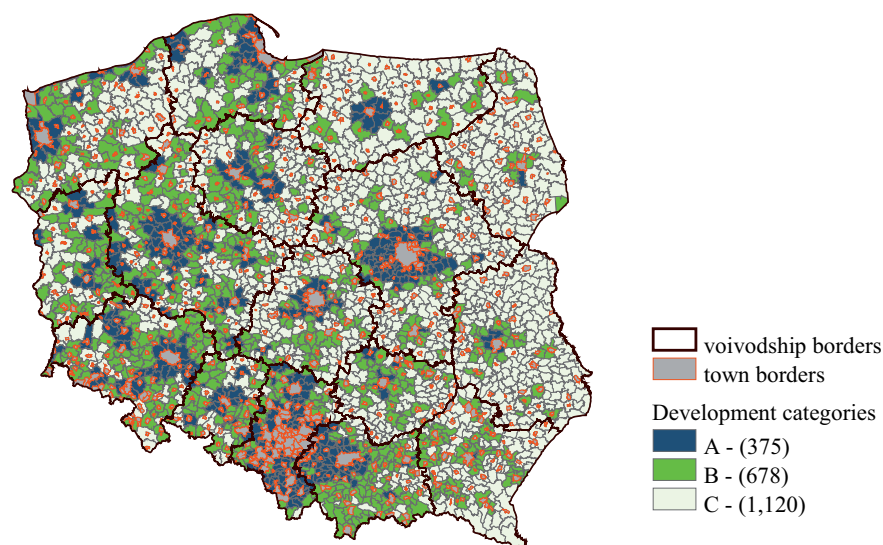 voivodship borders
town borders
Development categories
A - (375)
B - (678)
C - (1,120)